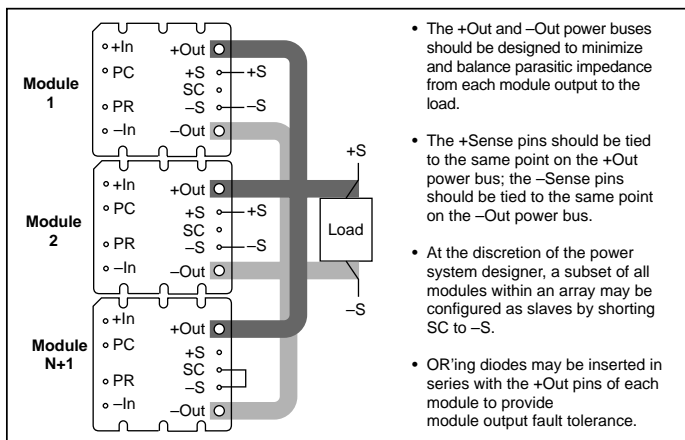 Module
1
+In
PC
PR
–In
+Out
+S
SC
–S
–Out
+S
–S
Module
2
+In
PC
PR
–In
+Out
+S
SC
–S
–Out
+S
–S
Module
N+1
+In
PC
PR
–In
+Out
+S
SC
–S
–Out
+S
Load
–S
• The +Out and –Out power buses
should be designed to minimize
and balance parasitic impedance
from each module output to the
load.
• The +Sense pins should be tied
to the same point on the +Out
power bus; the –Sense pins
should be tied to the same point
on the –Out power bus.
• At the discretion of the power
system designer, a subset of all
modules within an array may be
configured as slaves by shorting
SC to –S.
• OR'ing diodes may be inserted in
series with the +Out pins of each
module to provide
module output fault tolerance.